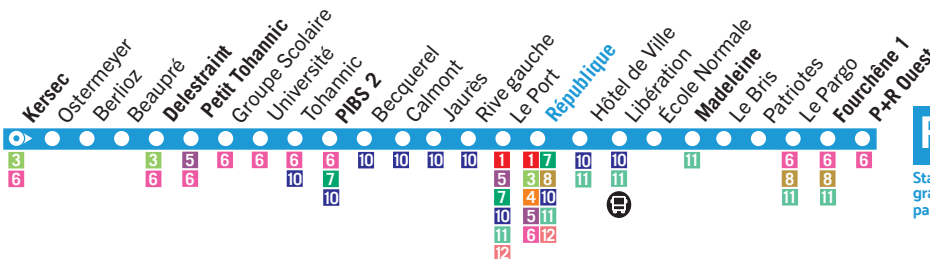 Kersec
Ostermeyer
Berlioz
Beaupré
Delestraint
Petit Tohannic
Groupe Scolaire
Université
Tohannic
PIBS 2
Becquerel
Calmont
Jaurès
Rive gauche
Le Port
République
Hôtel de Ville
Libération
École Normale
Madeleine
Le Bris
Patriotes
Le Pargo
Fourchêne 1
P+R Ouest
3 3 5 6 6 6 6 10 10 10 10 1 1 7 10 10 11 6 6 6
6 6 6 10 7 5 3 8 11 11 8 8
10 7 4 10 11 11
10 5 11
11 6 12
12
Sta
gra
pa